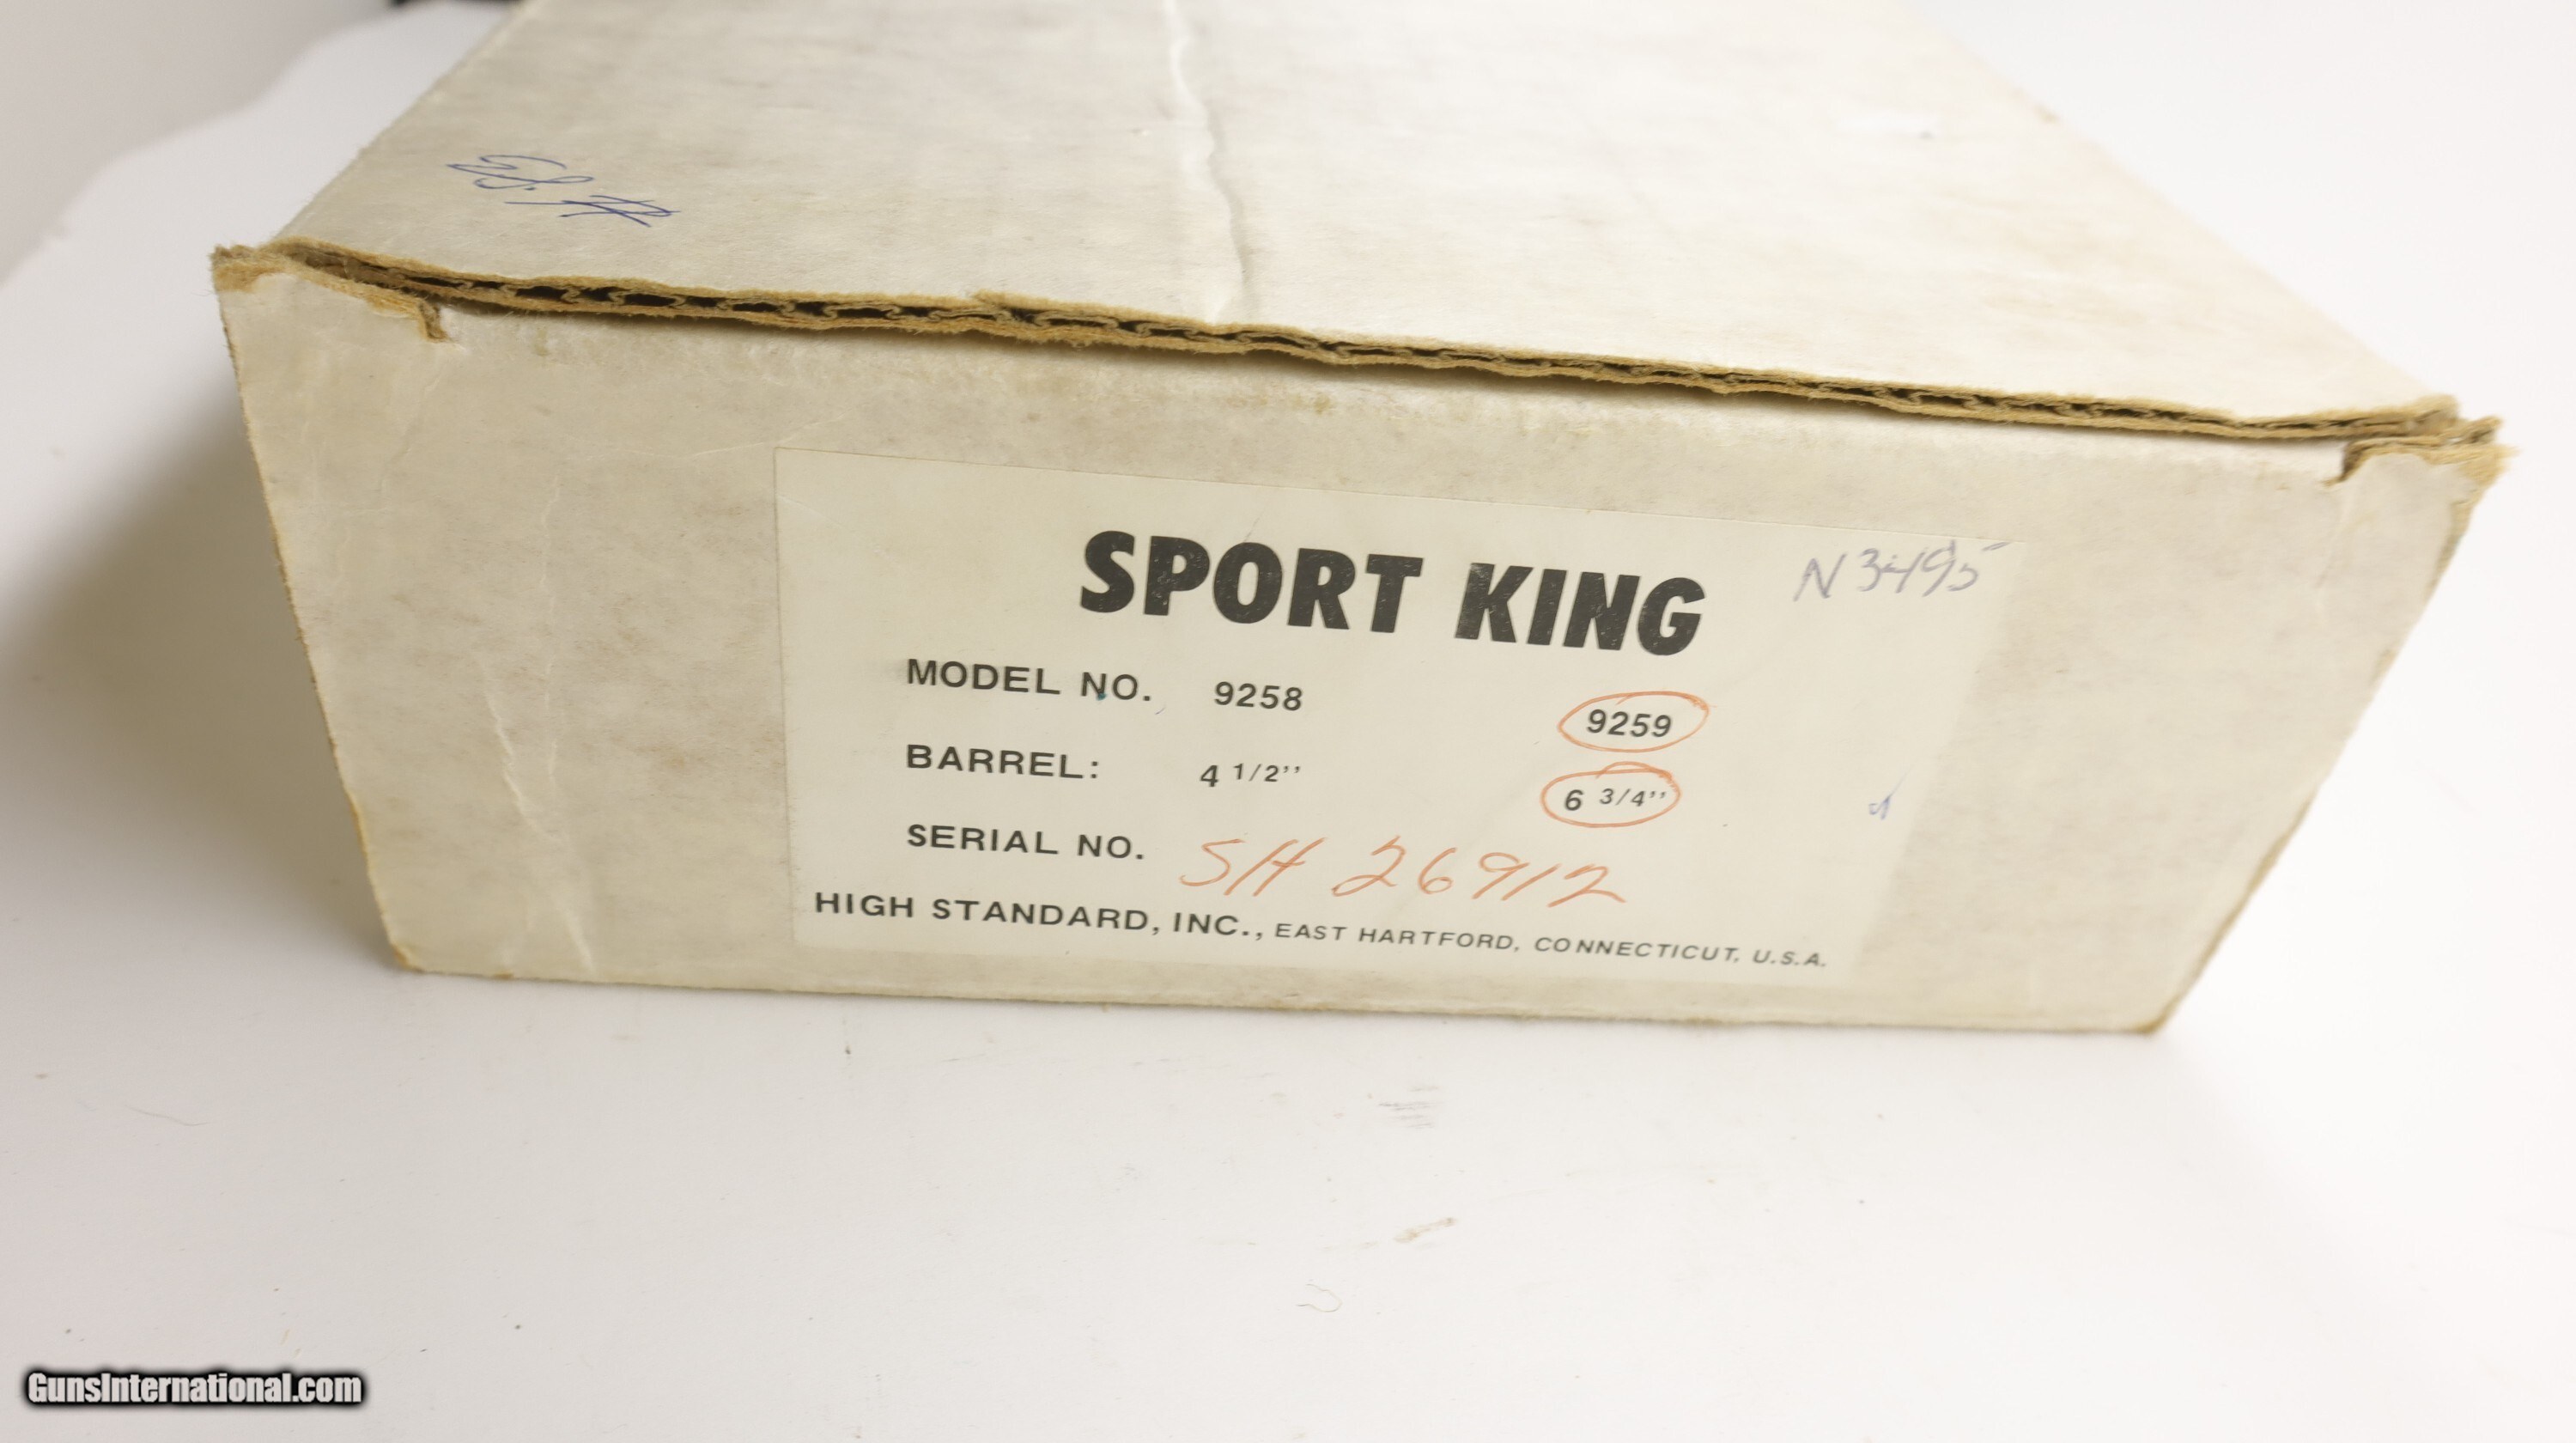 SPORT KING
N3495
MODEL NO. 9258 9259
BARREL: 4 1/2'' 6 3/4''
SERIAL NO. SH 26912
HIGH STANDARD, INC., EAST HARTFORD, CONNECTICUT, U.S.A.
GunsInternational.com